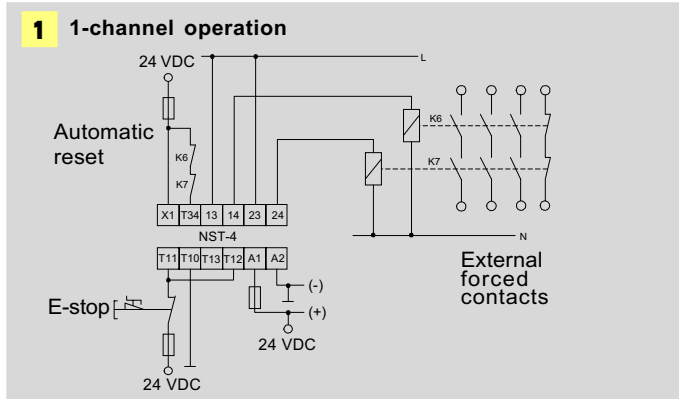 1 1-channel operation
24 VDC
L
Automatic
reset
K6
K7
K6
K7
X1 T34 13 14 23 24
NST-4
N
T11 T10 T13 T12 A1 A2
External
forced
contacts
E-stop
(-)
(+)
24 VDC
24 VDC